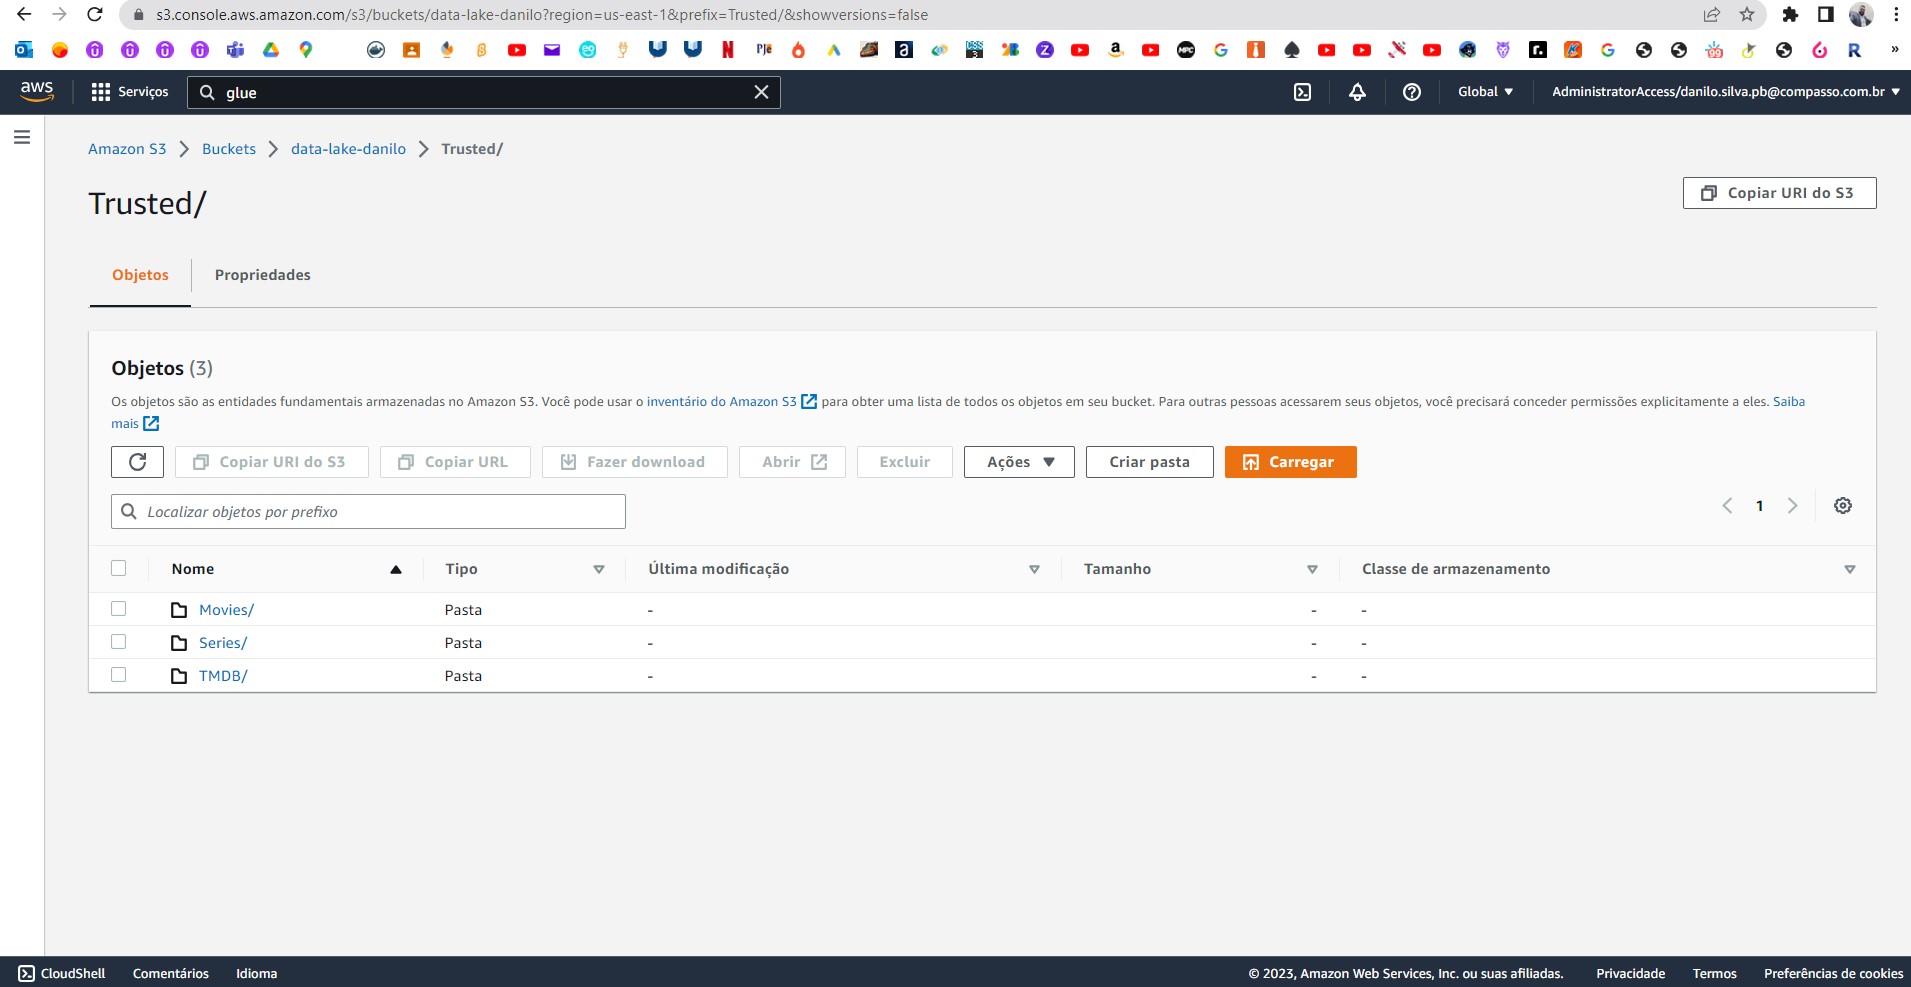 s3.console.aws.amazon.com/s3/buckets/data-lake-danilo?region=us-east-1&prefix=Trusted/&showversions=false
aws Serviços glue Global AdministratorAccess/danilo.silva.pb@compasso.com.br
Amazon S3 Buckets data-lake-danilo Trusted/
Trusted/
Copiar URI do S3
Objetos Propriedades
Objetos (3)
Os objetos são as entidades fundamentais armazenadas no Amazon S3. Você pode usar o inventário do Amazon S3 para obter uma lista de todos os objetos em seu bucket. Para outras pessoas acessarem seus objetos, você precisará conceder permissões explicitamente a eles. Saiba
mais
Copiar URI do S3 Copiar URL Fazer download Abrir Excluir Ações Criar pasta Carregar
Localizar objetos por prefixo
1
Nome Tipo Última modificação Tamanho Classe de armazenamento
Movies/ Pasta - - -
Series/ Pasta - - -
TMDB/ Pasta - - -
CloudShell Comentários Idioma © 2023, Amazon Web Services, Inc. ou suas afiliadas. Privacidade Termos Preferências de cookies